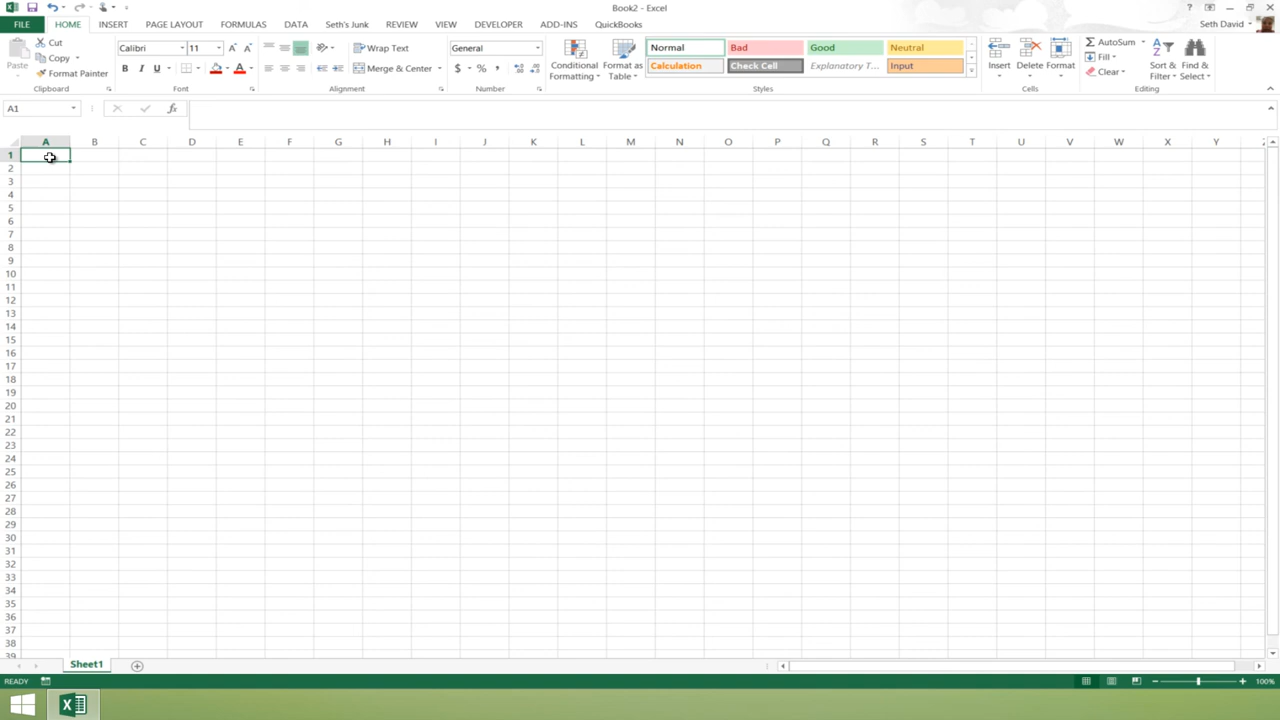 Book2 - Excel
FILE HOME INSERT PAGE LAYOUT FORMULAS DATA Seth's Junk REVIEW VIEW DEVELOPER ADD-INS QuickBooks Seth David
Paste
Cut
Copy
Format Painter
Clipboard
Calibri 11
B I U
Font
Wrap Text
Merge & Center
Alignment
General
$ % ,
Number
Conditional Formatting
Format as Table
Normal Bad Good Neutral
Calculation Check Cell Explanatory T... Input
Styles
Insert Delete Format
Cells
AutoSum
Fill
Clear
Sort & Filter
Find & Select
Editing
A1 fx
A B C D E F G H I J K L M N O P Q R S T U V W X Y
1
2
3
4
5
6
7
8
9
10
11
12
13
14
15
16
17
18
19
20
21
22
23
24
25
26
27
28
29
30
31
32
33
34
35
36
37
38
39
Sheet1
READY 100%